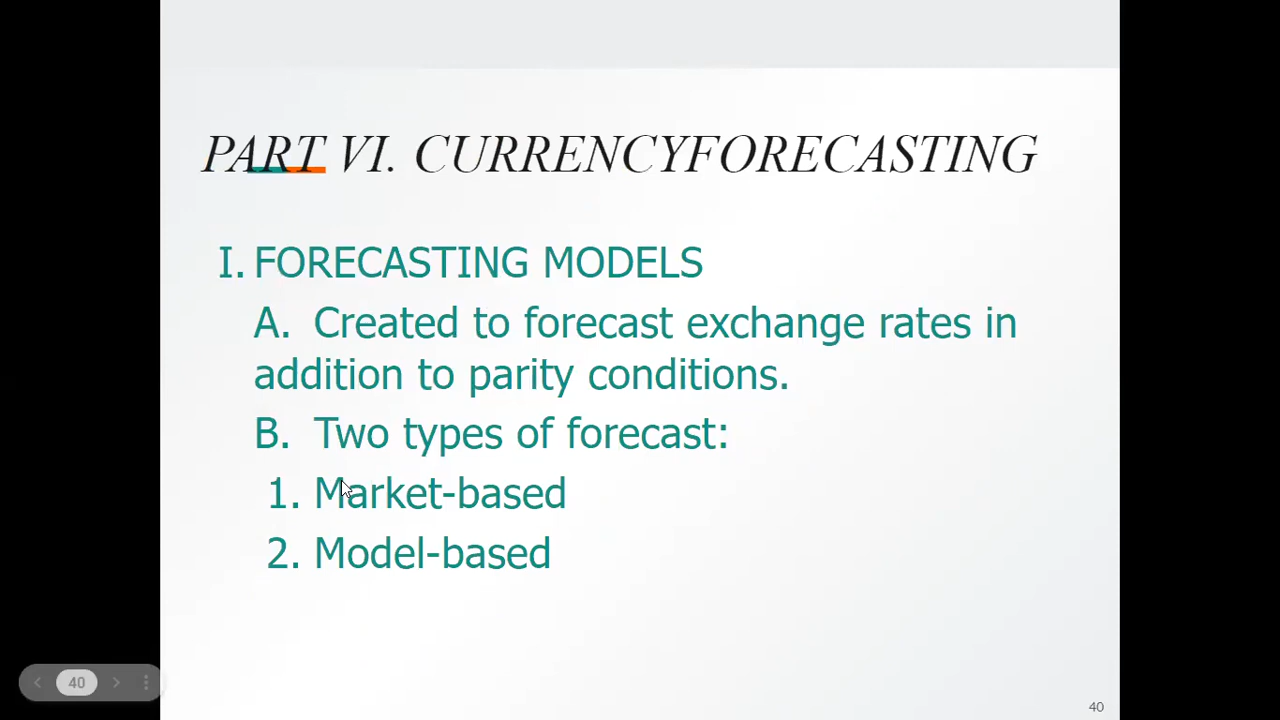 PART VI. CURRENCYFORECASTING
I. FORECASTING MODELS
A. Created to forecast exchange rates in
addition to parity conditions.
B. Two types of forecast:
1. Market-based
2. Model-based
40
40